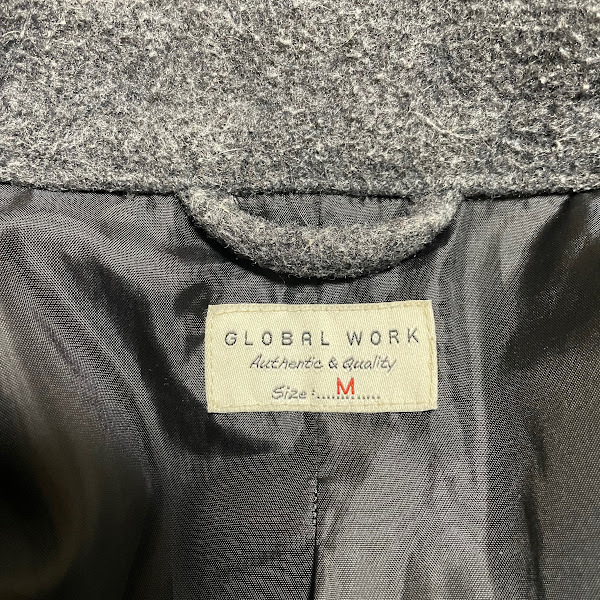 GLOBAL WORK
Authentic & Quality
Size:....M........